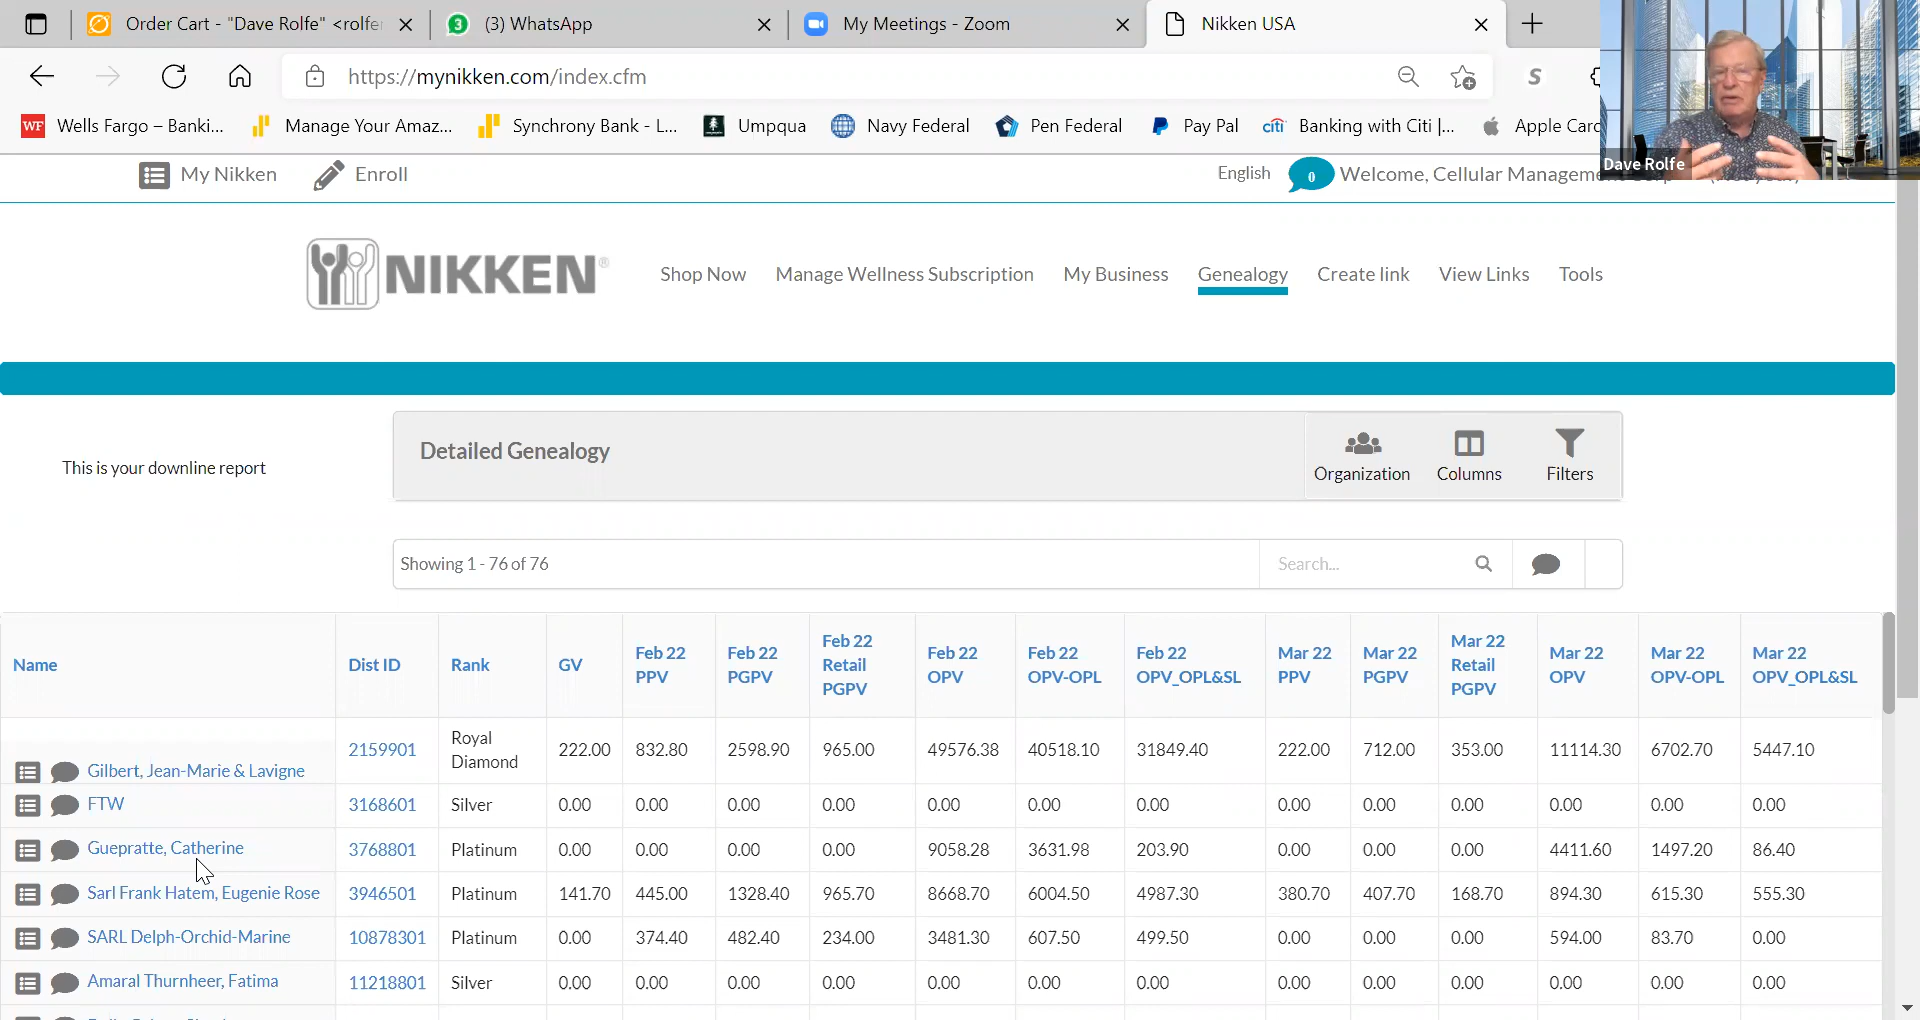 Order Cart - "Dave Rolfe" <rolfe
(3) WhatsApp
My Meetings - Zoom
Nikken USA
https://mynikken.com/index.cfm
WF Wells Fargo – Banki... Manage Your Amaz... Synchrony Bank - L... Umpqua Navy Federal Pen Federal Pay Pal citi Banking with Citi |... Apple Card
Dave Rolfe
My Nikken Enroll English 0 Welcome, Cellular Management
NIKKEN® Shop Now Manage Wellness Subscription My Business Genealogy Create link View Links Tools
This is your downline report
Detailed Genealogy
Organization Columns Filters
Showing 1 - 76 of 76 Search...
Name Dist ID Rank GV Feb 22 PPV Feb 22 PGPV Feb 22 Retail PGPV Feb 22 OPV Feb 22 OPV-OPL Feb 22 OPV_OPL&SL Mar 22 PPV Mar 22 PGPV Mar 22 Retail PGPV Mar 22 OPV Mar 22 OPV-OPL Mar 22 OPV_OPL&SL
Gilbert, Jean-Marie & Lavigne 2159901 Royal Diamond 222.00 832.80 2598.90 965.00 49576.38 40518.10 31849.40 222.00 712.00 353.00 11114.30 6702.70 5447.10
FTW 3168601 Silver 0.00 0.00 0.00 0.00 0.00 0.00 0.00 0.00 0.00 0.00 0.00 0.00 0.00
Guepratte, Catherine 3768801 Platinum 0.00 0.00 0.00 0.00 9058.28 3631.98 203.90 0.00 0.00 0.00 4411.60 1497.20 86.40
Sarl Frank Hatem, Eugenie Rose 3946501 Platinum 141.70 445.00 1328.40 965.70 8668.70 6004.50 4987.30 380.70 407.70 168.70 894.30 615.30 555.30
SARL Delph-Orchid-Marine 10878301 Platinum 0.00 374.40 482.40 234.00 3481.30 607.50 499.50 0.00 0.00 0.00 594.00 83.70 0.00
Amaral Thurnheer, Fatima 11218801 Silver 0.00 0.00 0.00 0.00 0.00 0.00 0.00 0.00 0.00 0.00 0.00 0.00 0.00